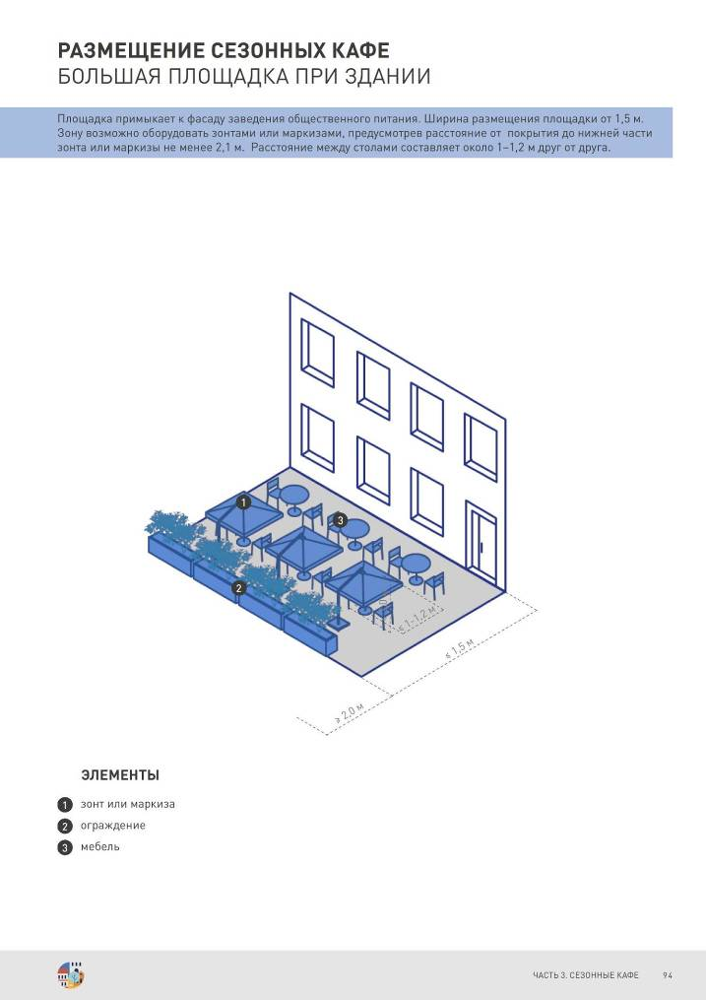 РАЗМЕЩЕНИЕ СЕЗОННЫХ КАФЕ
БОЛЬШАЯ ПЛОЩАДКА ПРИ ЗДАНИИ
Площадка примыкает к фасаду заведения общественного питания. Ширина размещения площадки от 1,5 м.
Зону возможно оборудовать зонтами или маркизами, предусмотрев расстояние от покрытия до нижней части
зонта или маркизы не менее 2,1 м. Расстояние между столами составляет около 1–1,2 м друг от друга.
1
3
2
≤ 1-1,2 м
≤ 1,5 м
≥ 2,0 м
ЭЛЕМЕНТЫ
1 зонт или маркиза
2 ограждение
3 мебель
ЧАСТЬ 3. СЕЗОННЫЕ КАФЕ 94